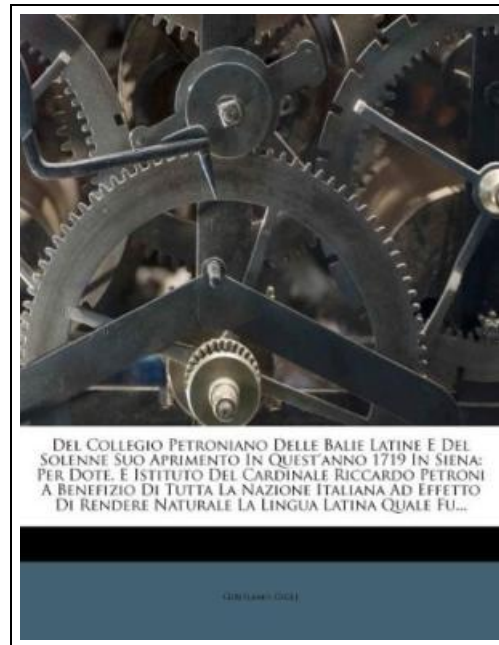 Del Collegio Petroniano Delle Balie Latine E Del
Solenne Suo Aprimento In Quest'anno 1719 In Siena:
Per Dote, E Istituto Del Cardinale Riccardo Petroni
A Benefizio Di Tutta La Nazione Italiana Ad Effetto
Di Rendere Naturale La Lingua Latina Quale Fu...